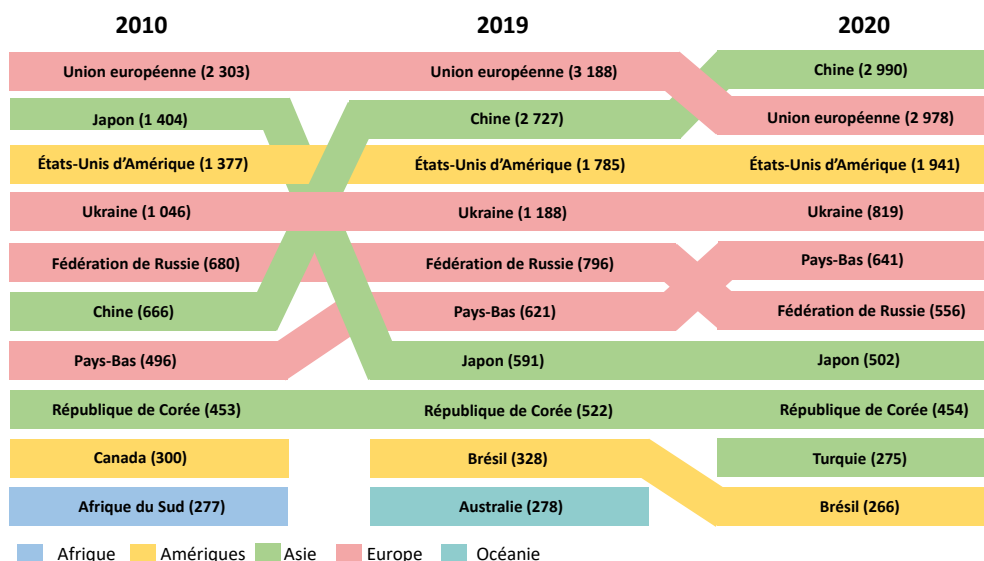 2010 2019 2020
Union européenne (2 303) Union européenne (3 188) Chine (2 990)
Japon (1 404) Chine (2 727) Union européenne (2 978)
États-Unis d’Amérique (1 377) États-Unis d’Amérique (1 785) États-Unis d’Amérique (1 941)
Ukraine (1 046) Ukraine (1 188) Ukraine (819)
Fédération de Russie (680) Fédération de Russie (796) Pays-Bas (641)
Chine (666) Pays-Bas (621) Fédération de Russie (556)
Pays-Bas (496) Japon (591) Japon (502)
République de Corée (453) République de Corée (522) République de Corée (454)
Canada (300) Brésil (328) Turquie (275)
Afrique du Sud (277) Australie (278) Brésil (266)
Afrique Amériques Asie Europe Océanie